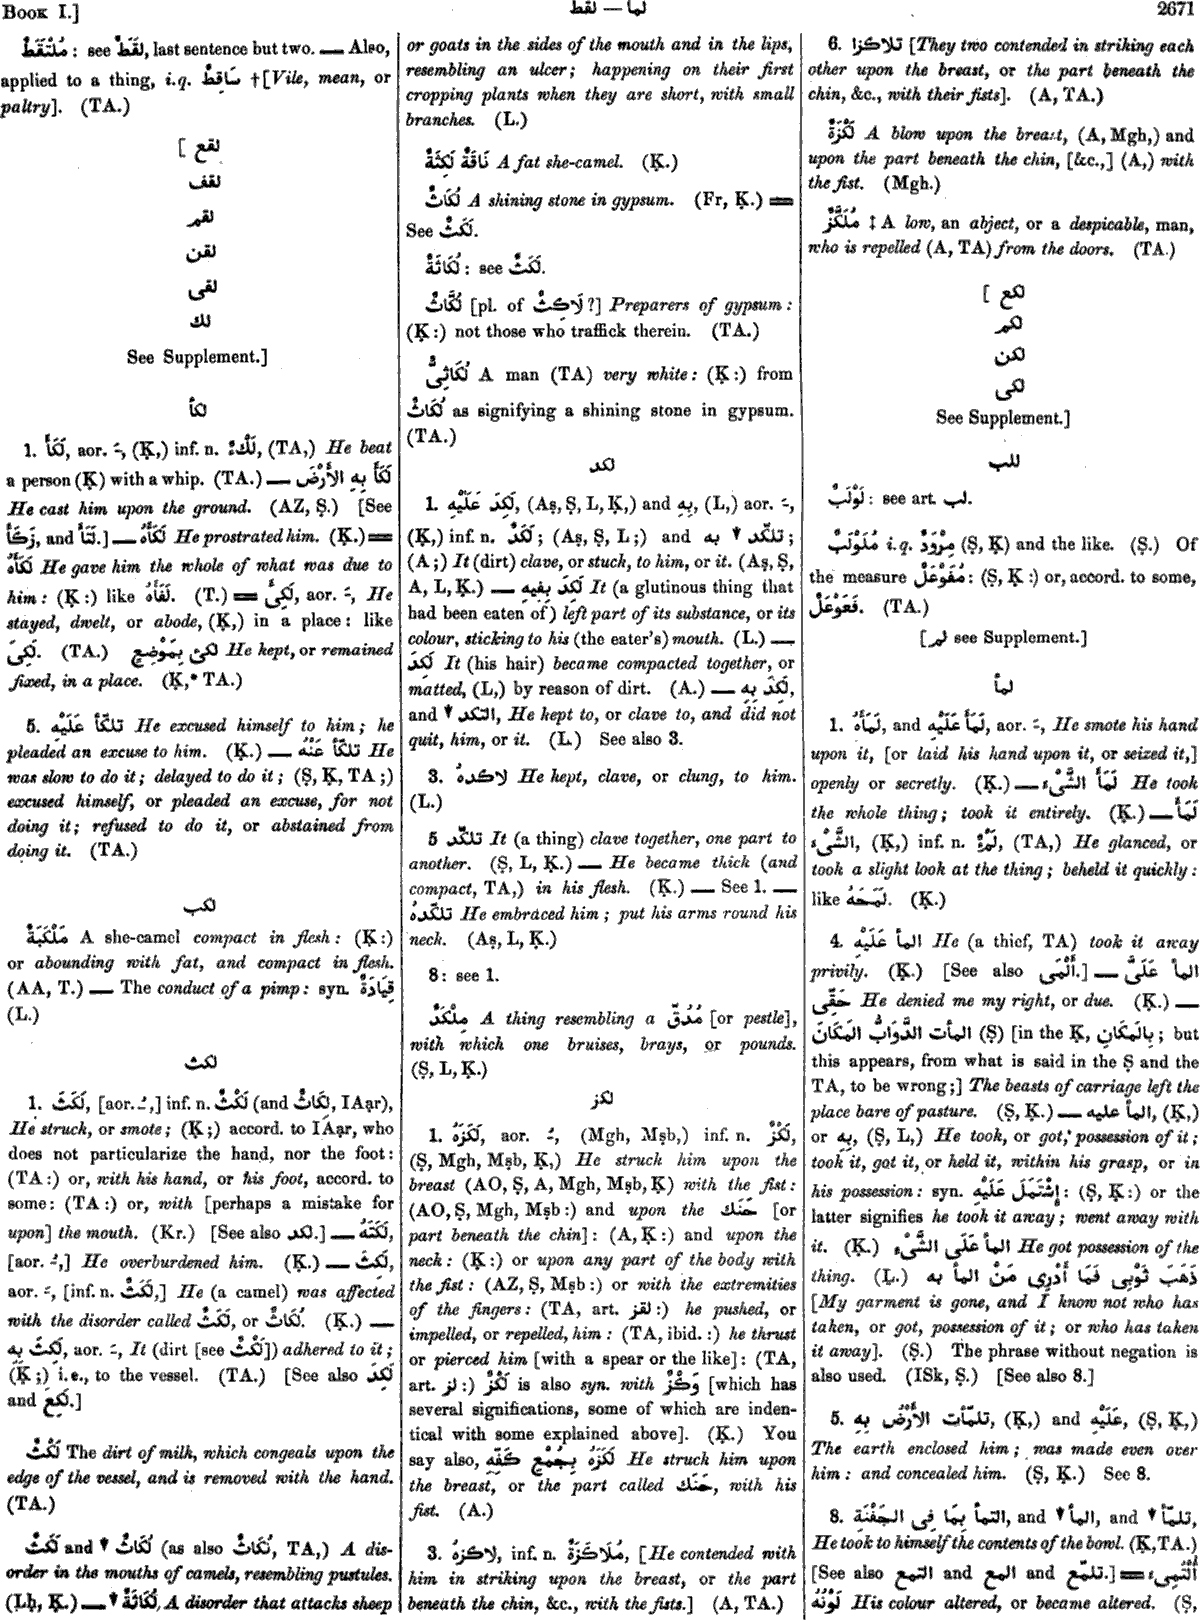 Book I.]
لمأ — لقط
2671
مُلْتَقَطٌ : see لَقَطٌ, last sentence but two. — Also,
applied to a thing, i.q. سَاقِطٌ †[Vile, mean, or
paltry]. (TA.)
[ لقع
لقف
لقم
لقن
لقى
لك
See Supplement.]
لكأ
1. لَكَأَ, aor. ـَ, (Ḳ,) inf. n. لَكْءٌ, (TA,) He beat
a person (Ḳ) with a whip. (TA.) — لَكَأَ بِهِ الأَرْضَ
He cast him upon the ground. (AZ, Ṣ.) [See
زَكَأَ, and لَتَأَ.] — لَكَأَهُ He prostrated him. (Ḳ.) =
لَكَأَهُ He gave him the whole of what was due to
him: (Ḳ:) like لَفَأَهُ. (T.) = لَكِئَ, aor. ـَ, He
stayed, dwelt, or abode, (Ḳ,) in a place: like
لَكِىَ. (TA.) لكئ بِمَوْضِعٍ He kept, or remained
fixed, in a place. (Ḳ,* TA.)
5. تلكّأ عَلَيْهِ He excused himself to him; he
pleaded an excuse to him. (Ḳ.) — تلكّأ عَنْهُ He
was slow to do it; delayed to do it; (Ṣ, Ḳ, TA;)
excused himself, or pleaded an excuse, for not
doing it; refused to do it, or abstained from
doing it. (TA.)
لكب
مَلْكَبَةٌ A she-camel compact in flesh: (Ḳ:)
or abounding with fat, and compact in flesh.
(AA, T.) — The conduct of a pimp: syn. قِيَادَةٌ
(L.)
لكث
1. لَكَثَ, [aor. ـُ,] inf. n. لَكْثٌ (and لِكَاثٌ, IAạr),
He struck, or smote; (Ḳ;) accord. to IAạr, who
does not particularize the hand, nor the foot:
(TA:) or, with his hand, or his foot, accord. to
some: (TA:) or, with [perhaps a mistake for
upon] the mouth. (Kr.) [See also لكد.] — لَكَثَهُ,
[aor. ـُ,] He overburdened him. (Ḳ.) — لَكِثَ,
aor. ـَ, [inf. n. لَكَثٌ,] He (a camel) was affected
with the disorder called لَكَثٌ, or لُكَاثٌ. (Ḳ.) —
لَكِثَ بِهِ, aor. ـَ, It (dirt [see لَكَثٌ]) adhered to it;
(Ḳ;) i.e., to the vessel. (TA.) [See also لَكِدَ
and لَكِعَ.]
لَكَثٌ The dirt of milk, which congeals upon the
edge of the vessel, and is removed with the hand.
(TA.)
لَكَثٌ and ▼ لُكَاثٌ (as also لُكَاثٌ, TA,) A dis-
order in the mouths of camels, resembling pustules.
(Lḥ, Ḳ.) — ▼ لُكَاثَةٌ, A disorder that attacks sheep
or goats in the sides of the mouth and in the lips,
resembling an ulcer; happening on their first
cropping plants when they are short, with small
branches. (L.)
نَاقَةٌ لَكِثَةٌ A fat she-camel. (Ḳ.)
لُكَاثٌ A shining stone in gypsum. (Fr, Ḳ.) =
See لَكَثٌ.
لُكَاثَةٌ : see لَكَثٌ.
لُكَّاثٌ [pl. of لَاكِثٌ?] Preparers of gypsum:
(Ḳ:) not those who traffick therein. (TA.)
لُكَاثِىٌّ A man (TA) very white: (Ḳ:) from
لُكَاثٌ as signifying a shining stone in gypsum.
(TA.)
لكد
1. لَكِدَ عَلَيْهِ, (Aṣ, Ṣ, L, Ḳ,) and بِهِ, (L,) aor. ـَ,
(Ḳ,) inf. n. لَكَدٌ; (Aṣ, Ṣ, L;) and ▼ تلكّد به;
(A;) It (dirt) clave, or stuck, to him, or it. (Aṣ, Ṣ,
A, L, Ḳ.) — لَكِدَ بِفِيهِ It (a glutinous thing that
had been eaten of) left part of its substance, or its
colour, sticking to his (the eater's) mouth. (L.) —
لَكِدَ It (his hair) became compacted together, or
matted, (L,) by reason of dirt. (A.) — لَكِدَ بِهِ,
and ▼ التكد, He kept to, or clave to, and did not
quit, him, or it. (L.) See also 3.
3. لاكدهُ He kept, clave, or clung, to him.
(L.)
5 تلكّد It (a thing) clave together, one part to
another. (Ṣ, L, Ḳ.) — He became thick (and
compact, TA,) in his flesh. (Ḳ.) — See 1. —
تلكّدهُ He embraced him; put his arms round his
neck. (Aṣ, L, Ḳ.)
8: see 1.
مِلْكَدٌ A thing resembling a مُدُقّ [or pestle],
with which one bruises, brays, or pounds.
(Ṣ, L, Ḳ.)
لكز
1. لَكَزَهُ, aor. ـُ, (Mgh, Mṣb,) inf. n. لَكْزٌ,
(Ṣ, Mgh, Mṣb, Ḳ,) He struck him upon the
breast (AO, Ṣ, A, Mgh, Mṣb, Ḳ) with the fist:
(AO, Ṣ, Mgh, Mṣb:) and upon the حَنَك [or
part beneath the chin]: (A, Ḳ:) and upon the
neck: (Ḳ:) or upon any part of the body with
the fist: (AZ, Ṣ, Mṣb:) or with the extremities
of the fingers: (TA, art. لقز:) he pushed, or
impelled, or repelled, him: (TA, ibid.:) he thrust
or pierced him [with a spear or the like]: (TA,
art. لز:) لَكْزٌ is also syn. with وَكْزٌ [which has
several significations, some of which are inden-
tical with some explained above]. (Ḳ.) You
say also, لَكَزَهُ بِجُمْعِ كَفِّهِ He struck him upon
the breast, or the part called حَنَك, with his
fist. (A.)
3. لاكزهُ, inf. n. مُلَاكَزَةٌ, [He contended with
him in striking upon the breast, or the part
beneath the chin, &c., with the fists.] (A, TA.)
6. تلاكزا [They two contended in striking each
other upon the breast, or the part beneath the
chin, &c., with their fists]. (A, TA.)
لَكْزَةٌ A blow upon the breast, (A, Mgh,) and
upon the part beneath the chin, [&c.,] (A,) with
the fist. (Mgh.)
مُلَكَّزٌ ‡ A low, an abject, or a despicable, man,
who is repelled (A, TA) from the doors. (TA.)
[ لكع
لكم
لكن
لكى
See Supplement.]
للب
لَوْلَبٌ : see art. لب.
مُلَوْلَبٌ i.q. مِرْوَدٌ (Ṣ, Ḳ) and the like. (Ṣ.) Of
the measure مُفَوْعَلٌ: (Ṣ, Ḳ:) or, accord. to some,
فَعَوْعَلٌ. (TA.)
[لم see Supplement.]
لمأ
1. لَمَأَهُ, and لَمَأَ عَلَيْهِ, aor. ـَ, He smote his hand
upon it, [or laid his hand upon it, or seized it,]
openly or secretly. (Ḳ.) — لَمَأَ الشَّىْءَ He took
the whole thing; took it entirely. (Ḳ.) — لَمَأَ
الشَّىْءَ, (Ḳ,) inf. n. لَمْءٌ, (TA,) He glanced, or
took a slight look at the thing; beheld it quickly:
like لَمَحَهُ. (Ḳ.)
4. المأ عَلَيْهِ He (a thief, TA) took it away
privily. (Ḳ.) [See also أَلْمَى.] — المأ عَلَى
حَقِّى He denied me my right, or due. (Ḳ.) —
المأت الدَّوَابُّ المَكَانَ (Ṣ) [in the Ḳ, بِالْمَكَانِ; but
this appears, from what is said in the Ṣ and the
TA, to be wrong;] The beasts of carriage left the
place bare of pasture. (Ṣ, Ḳ.) — المأ عليه, (Ḳ,)
or بِهِ, (Ṣ, L,) He took, or got, possession of it;
took it, got it, or held it, within his grasp, or in
his possession: syn. إِشْتَمَلَ عَلَيْهِ: (Ṣ, Ḳ:) or the
latter signifies he took it away; went away with
it. (Ḳ.) المأ عَلَى الشَّىْءِ He got possession of the
thing. (L.) ذَهَبَ ثَوْبِى فَمَا أَدْرِى مَنْ المأ به
[My garment is gone, and I know not who has
taken, or got, possession of it; or who has taken
it away]. (Ṣ.) The phrase without negation is
also used. (ISk, Ṣ.) [See also 8.]
5. تلمّأت الأَرْضُ بِهِ, (Ḳ,) and عَلَيْهِ, (Ṣ, Ḳ,)
The earth enclosed him; was made even over
him: and concealed him. (Ṣ, Ḳ.) See 8.
8. التمأ بِمَا فِى الجَفْنَةِ, and ▼ المأ, and ▼ تلمّأ,
He took to himself the contents of the bowl. (Ḳ, TA.)
[See also التمع and المع and تلمّع.] = أُلْتُمِىءَ
لَوْنُهُ His colour altered, or became altered. (Ṣ,